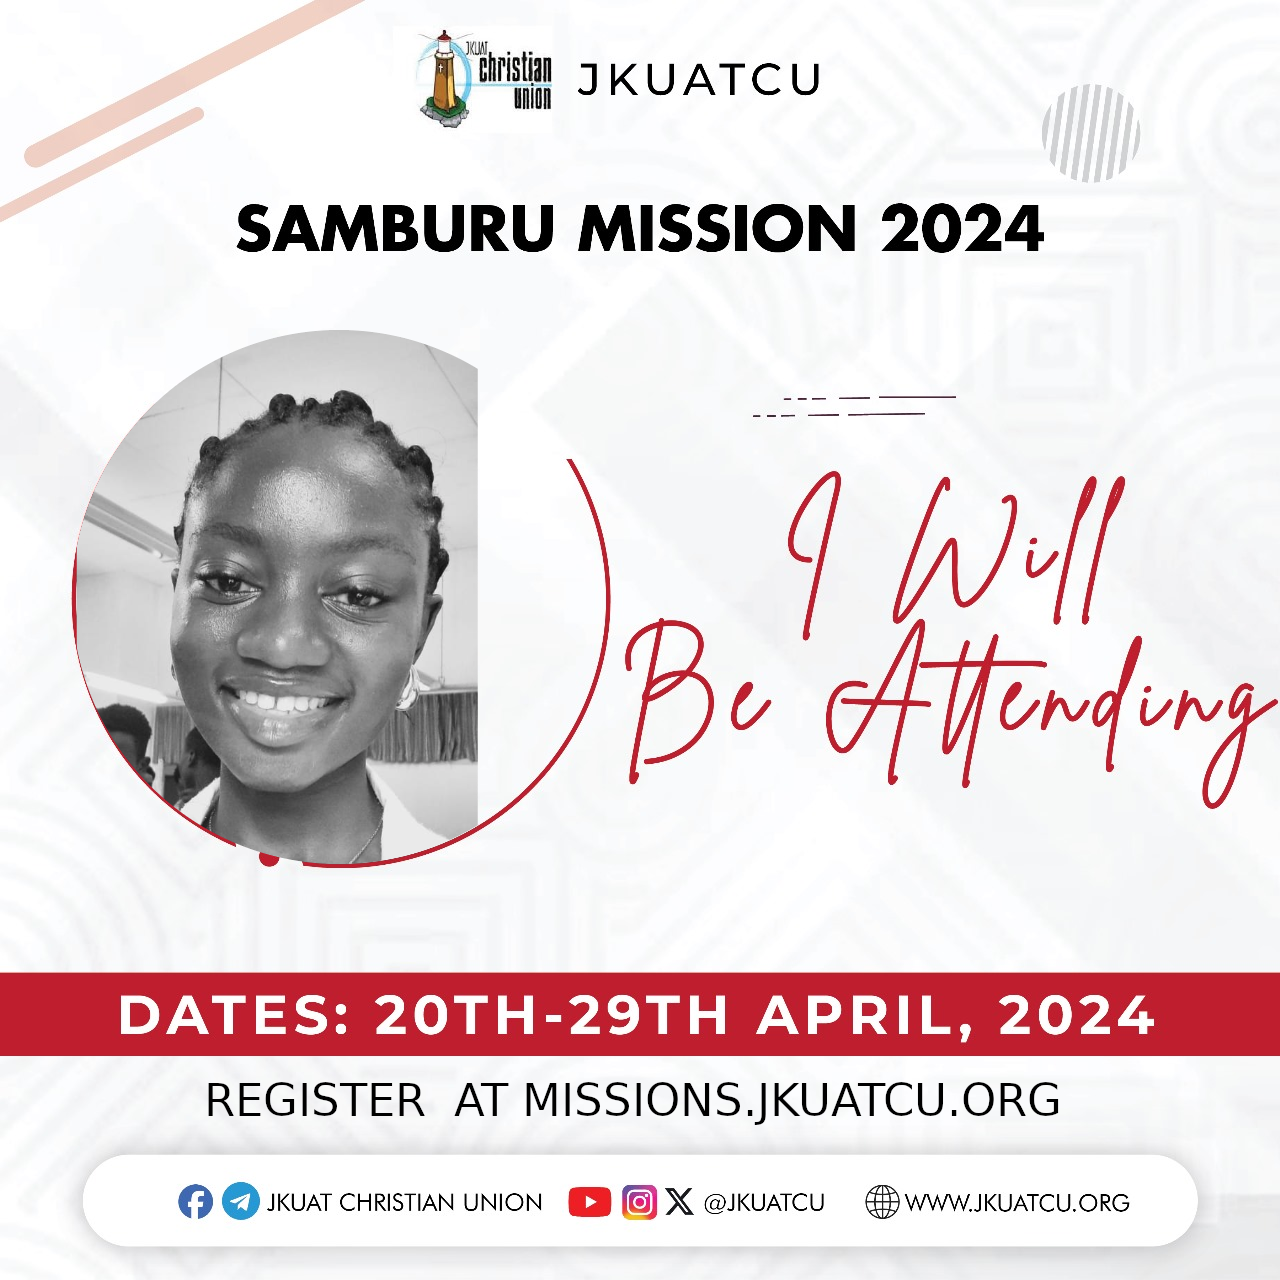 JKUAT
christian
union
JKUATCU
SAMBURU MISSION 2024
I Will
Be Attending
DATES: 20TH-29TH APRIL, 2024
REGISTER  AT MISSIONS.JKUATCU.ORG
JKUAT CHRISTIAN UNION @JKUATCU WWW.JKUATCU.ORG